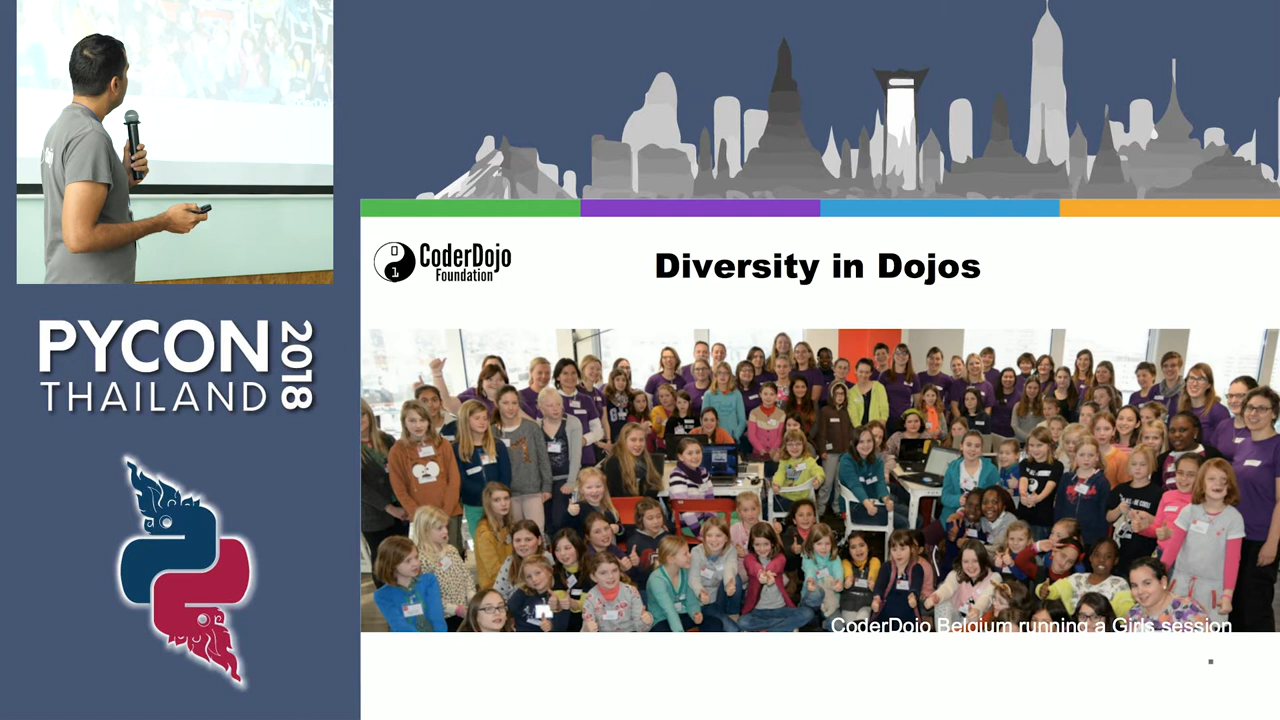 PYCON
THAILAND
2018
CoderDojo
Foundation
Diversity in Dojos
CoderDojo Belgium running a Girls session